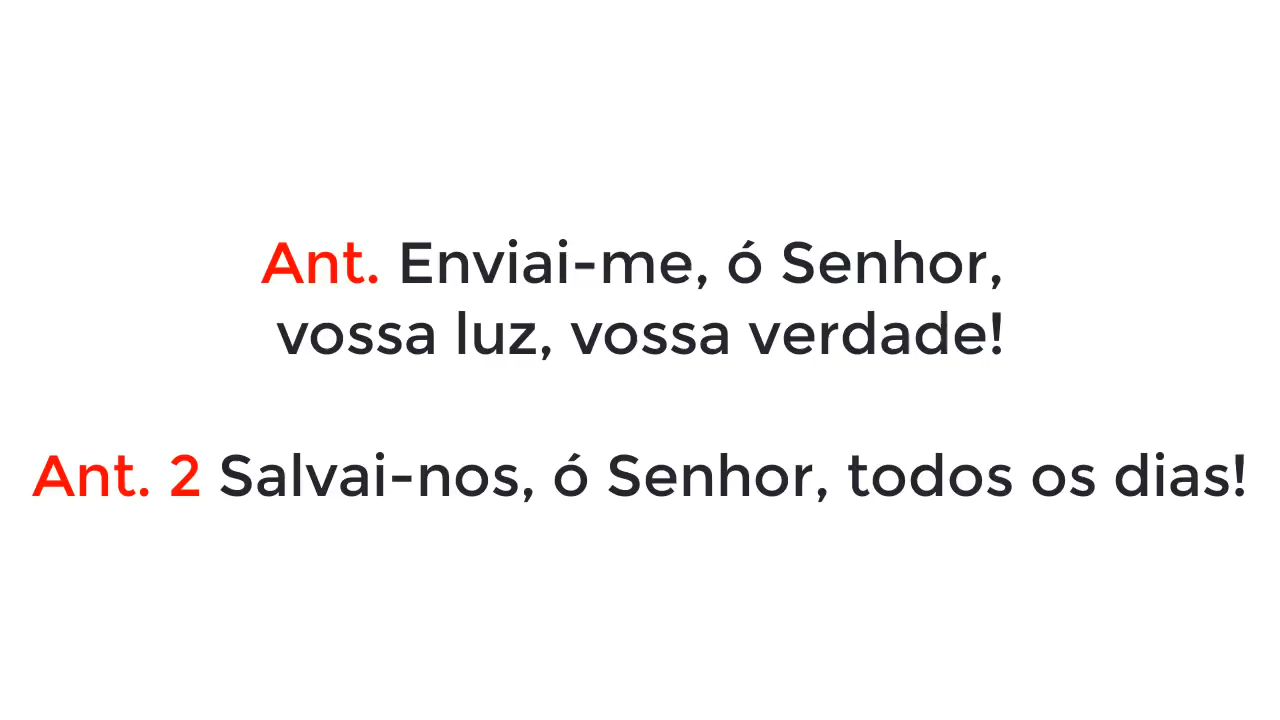 Ant. Enviai-me, ó Senhor,
vossa luz, vossa verdade!
Ant. 2 Salvai-nos, ó Senhor, todos os dias!